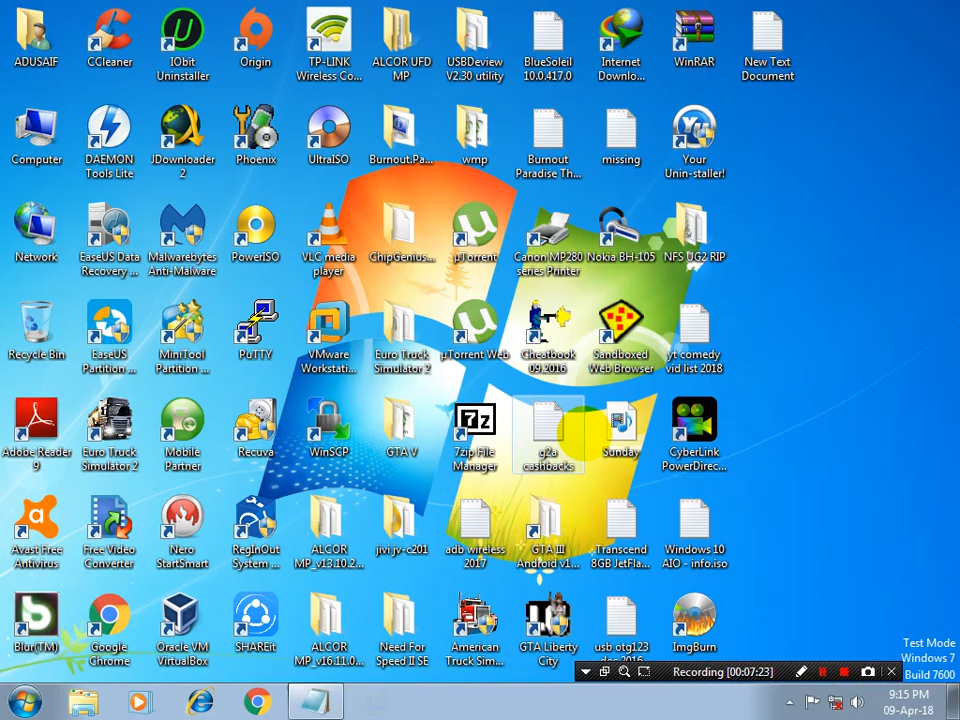 ADUSAIF
CCleaner
IObit
Uninstaller
Origin
TP-LINK
Wireless Co...
ALCOR UFD
MP
USBDeview
V2.30 utility
BlueSoleil
10.0.417.0
Internet
Downlo...
WinRAR
New Text
Document
Computer
DAEMON
Tools Lite
JDownloader
2
Phoenix
UltraISO
Burnout.Pa...
wmp
Burnout
Paradise Th...
missing
Your
Unin-staller!
Network
EaseUS Data
Recovery ...
Malwarebytes
Anti-Malware
PowerISO
VLC media
player
ChipGenius...
µTorrent
Canon MP280
series Printer
Nokia BH-105
NFS UG2 RIP
Recycle Bin
EaseUS
Partition ...
MiniTool
Partition ...
PuTTY
VMware
Workstati...
Euro Truck
Simulator 2
µTorrent Web
Cheatbook
09.2016
Sandboxed
Web Browser
yt comedy
vid list 2018
Adobe Reader
9
Euro Truck
Simulator 2
Mobile
Partner
Recuva
WinSCP
GTA V
7z
7zip File
Manager
g2a
cashbacks
Sunday
CyberLink
PowerDirec...
Avast Free
Antivirus
Free Video
Converter
Nero
StartSmart
RegInOut
System ...
ALCOR
MP_v13.10.2...
jivi jv-c201
adb wireless
2017
GTA III
Android v1...
Transcend
8GB JetFla...
Windows 10
AIO - info.iso
Blur(TM)
Google
Chrome
Oracle VM
VirtualBox
SHAREit
ALCOR
MP_v16.11.0...
Need For
Speed II SE
American
Truck Sim...
GTA Liberty
City
usb otg123
dec 2016
ImgBurn
Test Mode
Windows 7
Build 7600
Recording [00:07:23]
9:15 PM
09-Apr-18